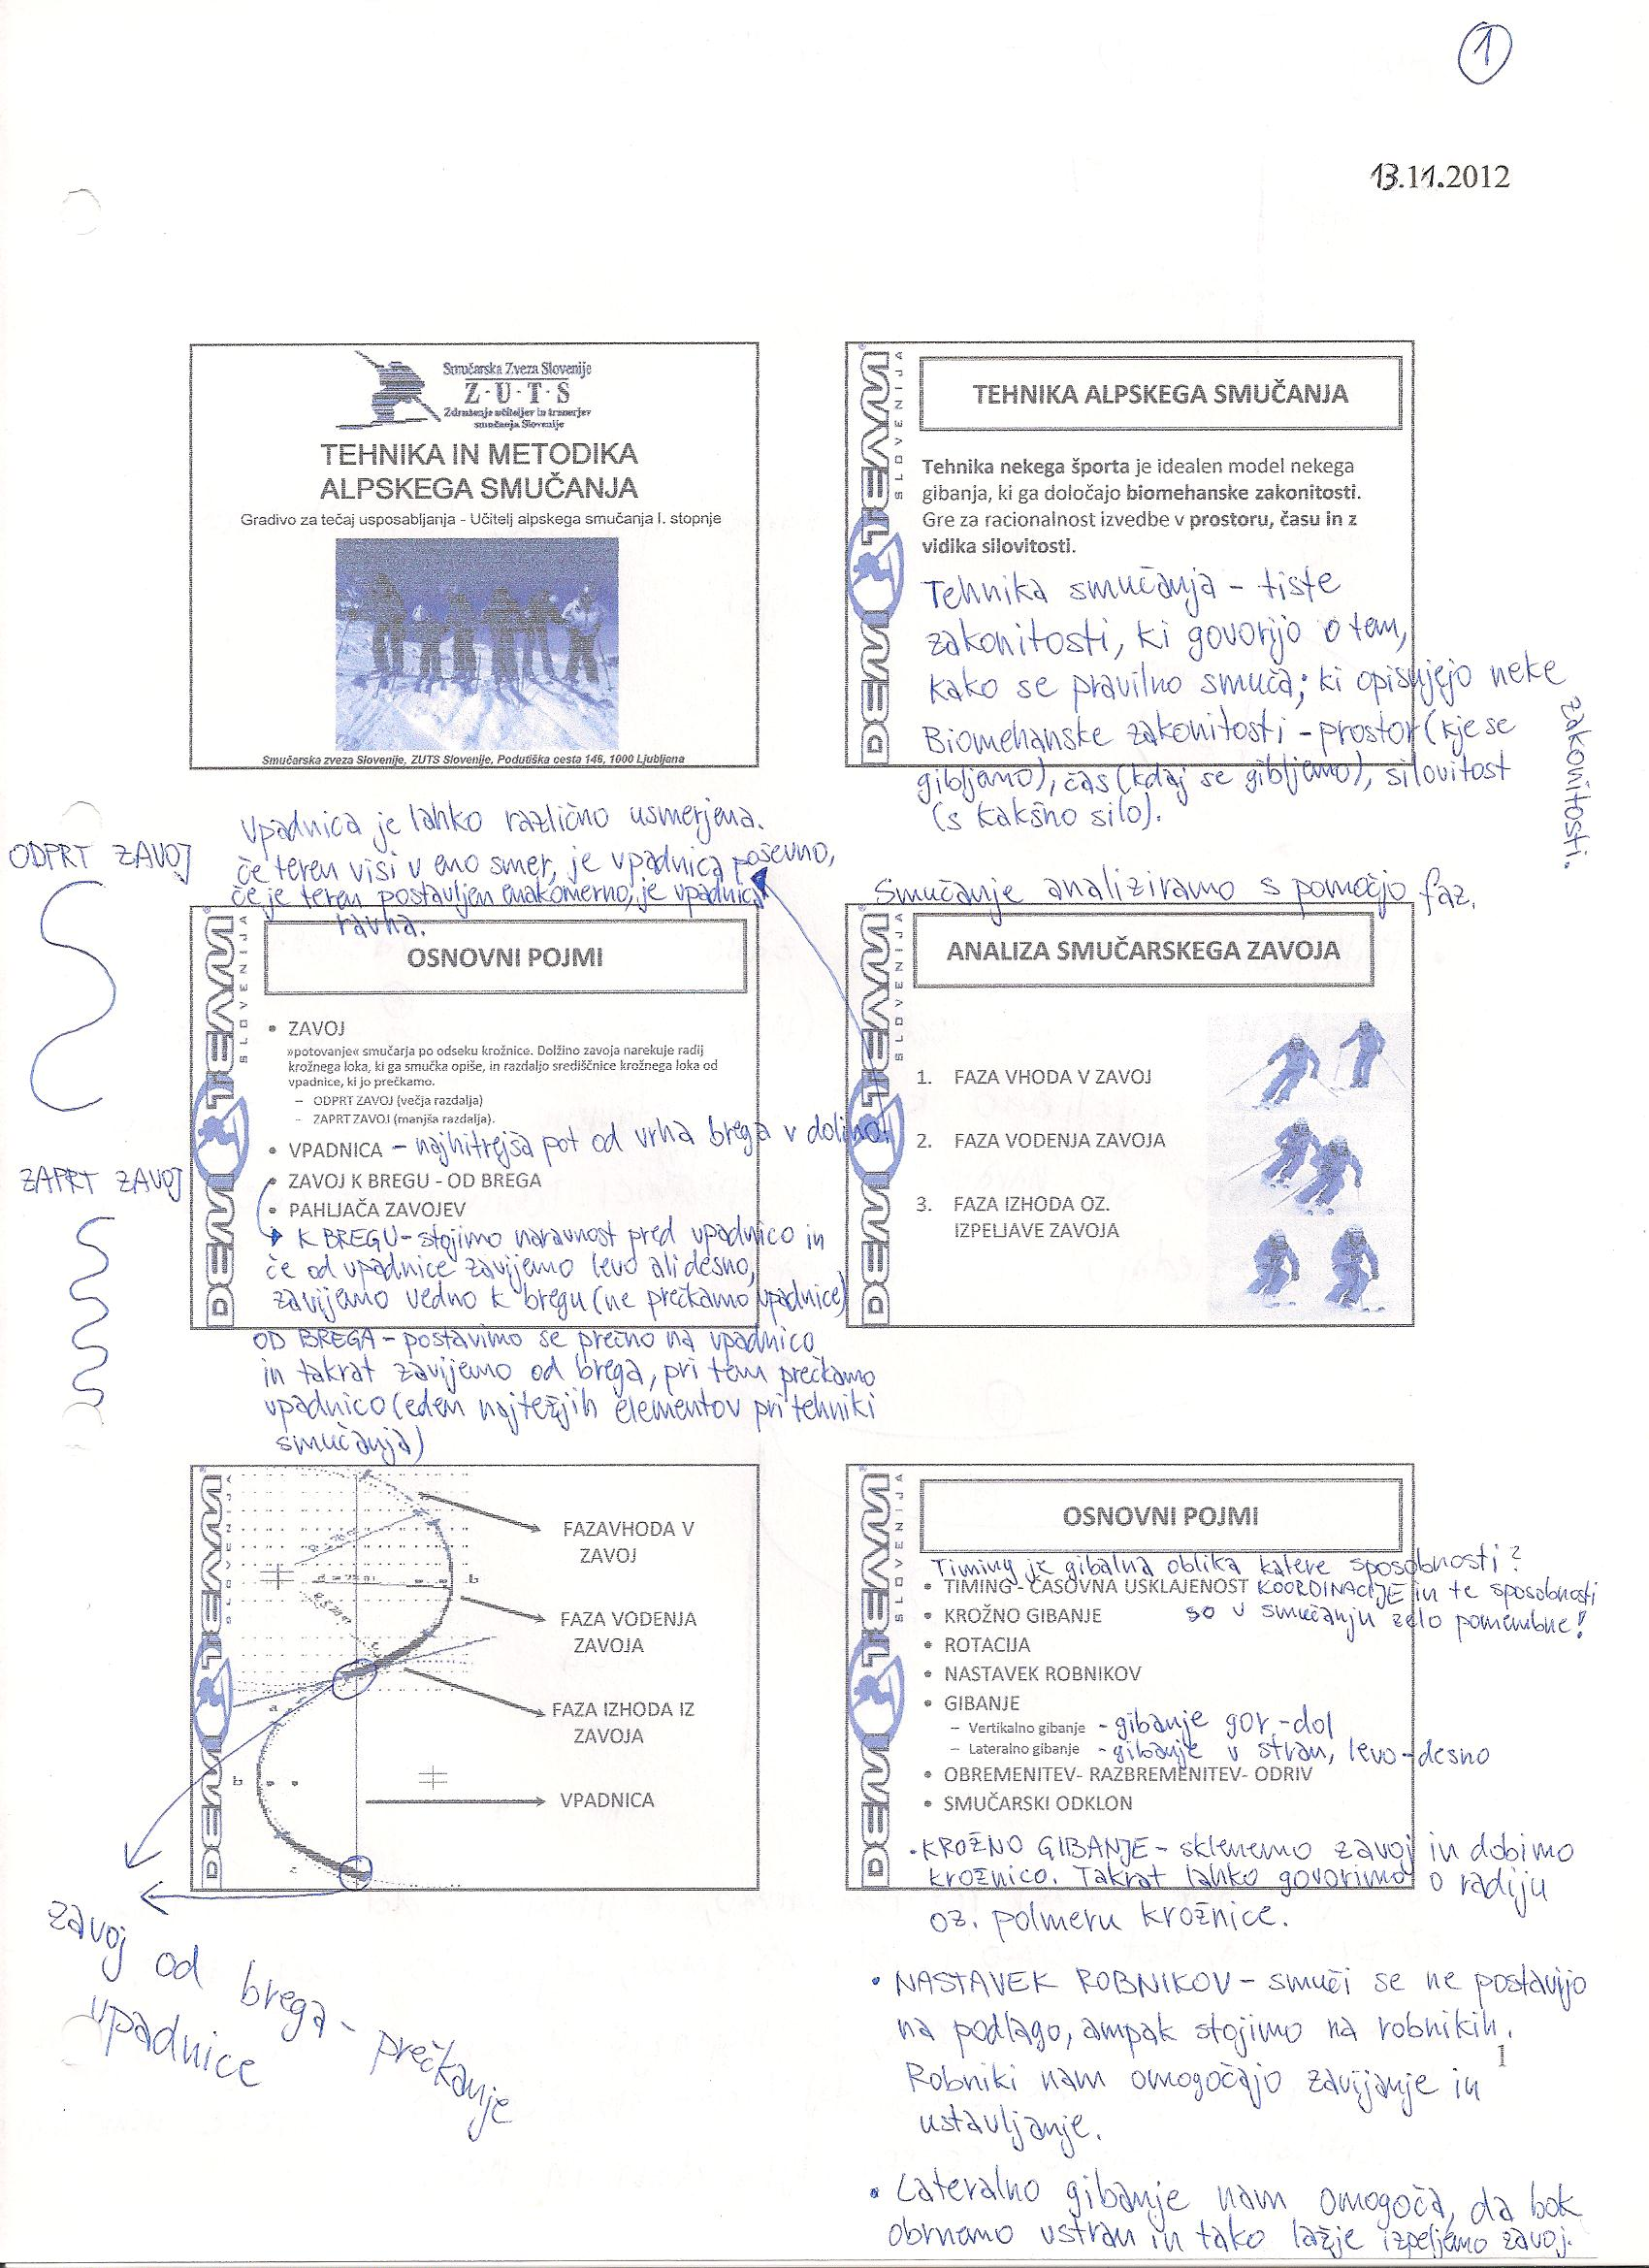 1
13.11.2012
Smučarska Zveza Slovenije
Z·U·T·S
Združenje učiteljev in trenerjev
smučanja Slovenije
TEHNIKA IN METODIKA
ALPSKEGA SMUČANJA
Gradivo za tečaj usposabljanja - Učitelj alpskega smučanja I. stopnje
Smučarska zveza Slovenije, ZUTS Slovenije, Podutiška cesta 146, 1000 Ljubljana
DEMO TEAM
SLOVENIJA
TEHNIKA ALPSKEGA SMUČANJA
Tehnika nekega športa je idealen model nekega
gibanja, ki ga določajo biomehanske zakonitosti.
Gre za racionalnost izvedbe v prostoru, času in z
vidika silovitosti.
Tehnika smučanja - tiste
zakonitosti, ki govorijo o tem,
kako se pravilno smuča; ki opisujejo neke
zakonitosti.
Biomehanske zakonitosti - prostor (kje se
gibljemo), čas (kdaj se gibljemo), silovitost
(s kakšno silo).
Vpadnica je lahko različno usmerjena.
če teren visi v eno smer, je vpadnica poševno,
če je teren postavljen enakomerno, je vpadnica
ravna.
ODPRT ZAVOJ
ZAPRT ZAVOJ
DEMO TEAM
SLOVENIJA
OSNOVNI POJMI
• ZAVOJ
»potovanje« smučarja po odseku krožnice. Dolžino zavoja narekuje radij
krožnega loka, ki ga smučka opiše, in razdaljo središčnice krožnega loka od
vpadnice, ki jo prečkamo.
– ODPRT ZAVOJ (večja razdalja)
– ZAPRT ZAVOJ (manjša razdalja).
• VPADNICA - najhitrejša pot od vrha brega v dolino.
• ZAVOJ K BREGU - OD BREGA
• PAHLJAČA ZAVOJEV
K BREGU - stojimo naravnost pred vpadnico in
če od vpadnice zavijemo levo ali desno,
zavijemo vedno k bregu (ne prečkamo vpadnice)
OD BREGA - postavimo se prečno na vpadnico
in takrat zavijemo od brega, pri tem prečkamo
vpadnico (eden najtežjih elementov pri tehniki
smučanja)
Smučanje analiziramo s pomočjo faz.
DEMO TEAM
SLOVENIJA
ANALIZA SMUČARSKEGA ZAVOJA
1. FAZA VHODA V ZAVOJ
2. FAZA VODENJA ZAVOJA
3. FAZA IZHODA OZ.
IZPELJAVE ZAVOJA
DEMO TEAM
SLOVENIJA
FAZAVHODA V
ZAVOJ
FAZA VODENJA
ZAVOJA
FAZA IZHODA IZ
ZAVOJA
VPADNICA
b
b
zavoj od brega - prečkanje
vpadnice
DEMO TEAM
SLOVENIJA
OSNOVNI POJMI
Timing je gibalna oblika katere sposobnosti?
• TIMING - ČASOVNA USKLAJENOST KOORDINACIJE in te sposobnosti
so v smučanju zelo pomembne!
• KROŽNO GIBANJE
• ROTACIJA
• NASTAVEK ROBNIKOV
• GIBANJE
– Vertikalno gibanje - gibanje gor-dol
– Lateralno gibanje - gibanje v stran, levo-desno
• OBREMENITEV- RAZBREMENITEV- ODRIV
• SMUČARSKI ODKLON
• KROŽNO GIBANJE - sklenemo zavoj in dobimo
krožnico. Takrat lahko govorimo o radiju
oz. polmeru krožnice.
• NASTAVEK ROBNIKOV - smuči se ne postavijo
na podlago, ampak stojimo na robnikih.
Robniki nam omogočajo zavijanje in
ustavljanje.
1
• Lateralno gibanje nam omogoča, da bok
obrnemo vstran in tako lažje izpeljemo zavoj.